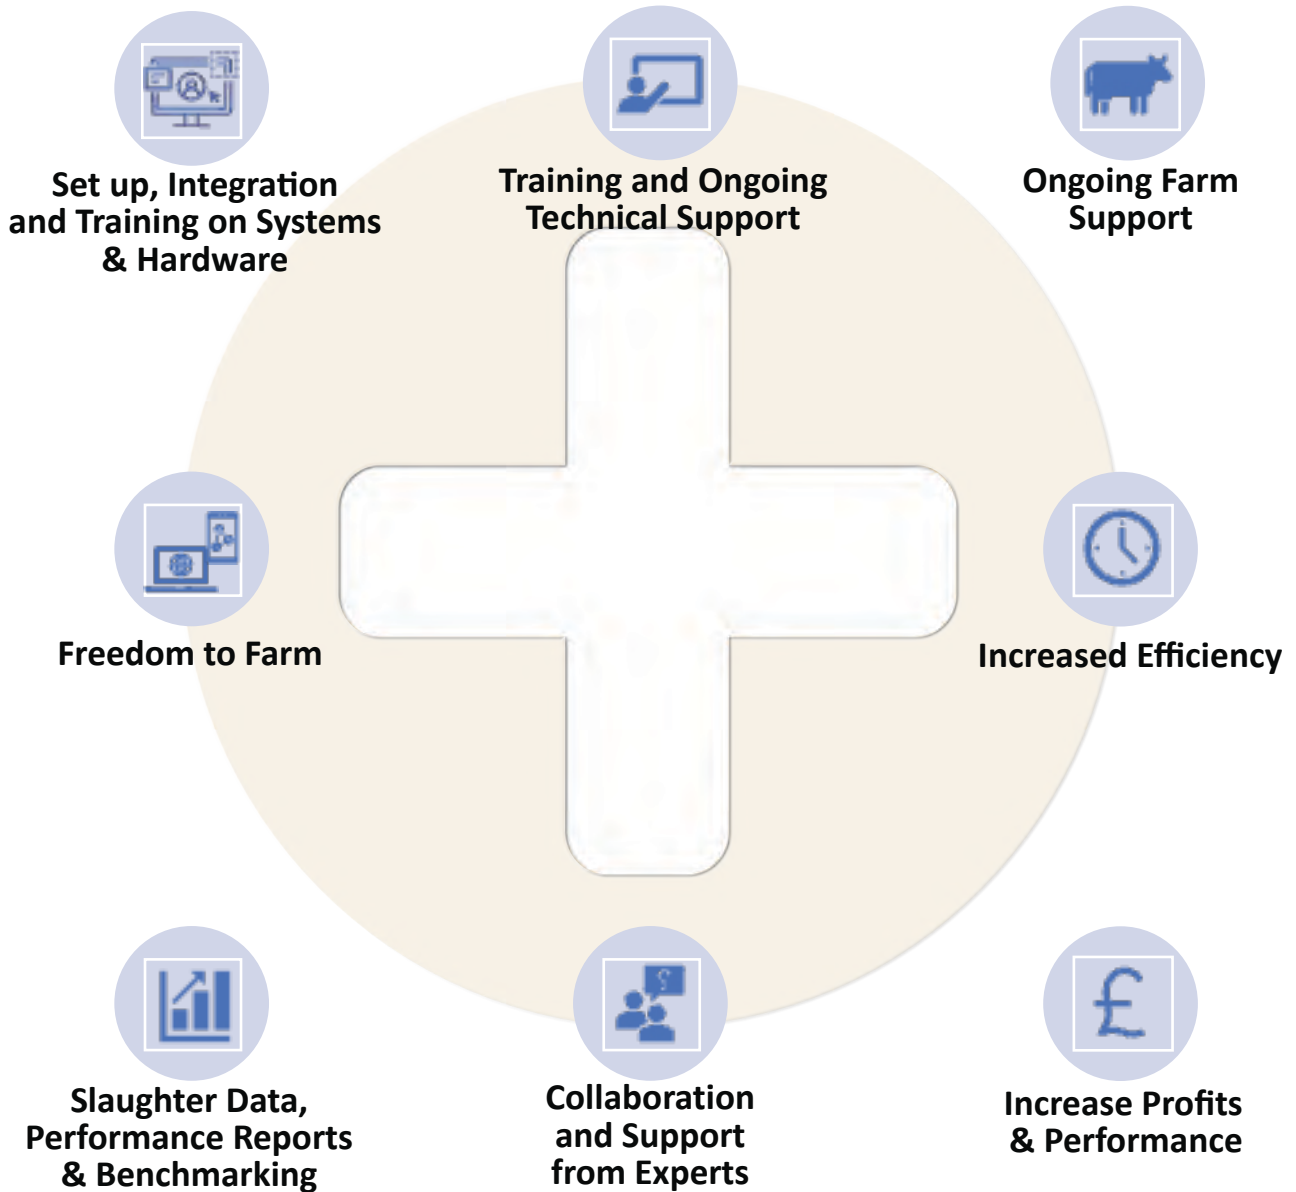 Set up, Integration
and Training on Systems
& Hardware
Training and Ongoing
Technical Support
Ongoing Farm
Support
Freedom to Farm
Increased Efficiency
Slaughter Data,
Performance Reports
& Benchmarking
Collaboration
and Support
from Experts
£
Increase Profits
& Performance